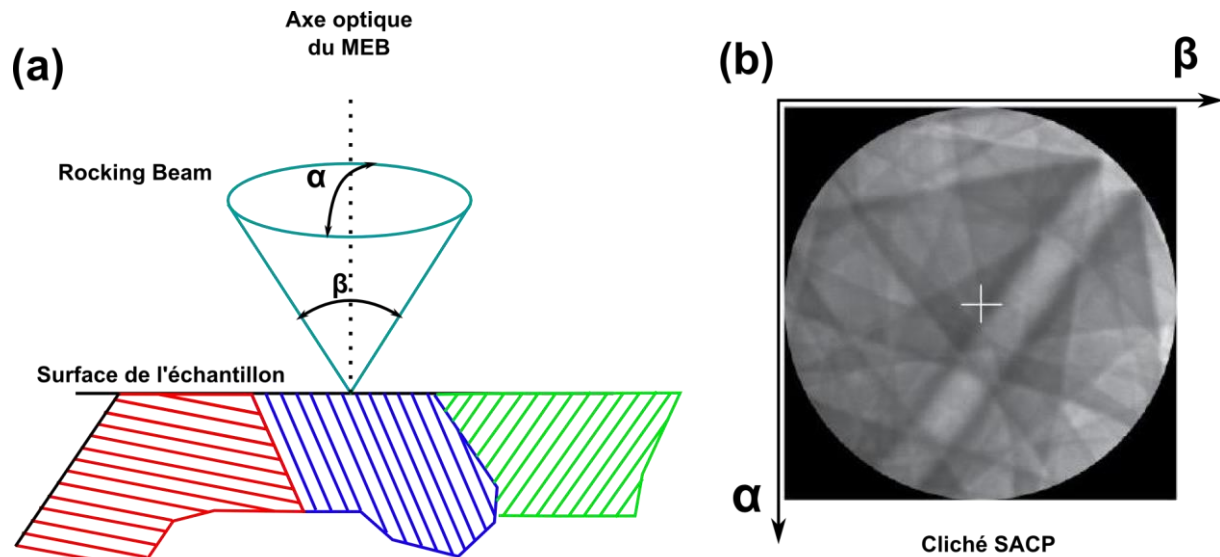 (a)
Axe optique
du MEB
Rocking Beam
α
β
Surface de l'échantillon
(b)
β
α
Cliché SACP